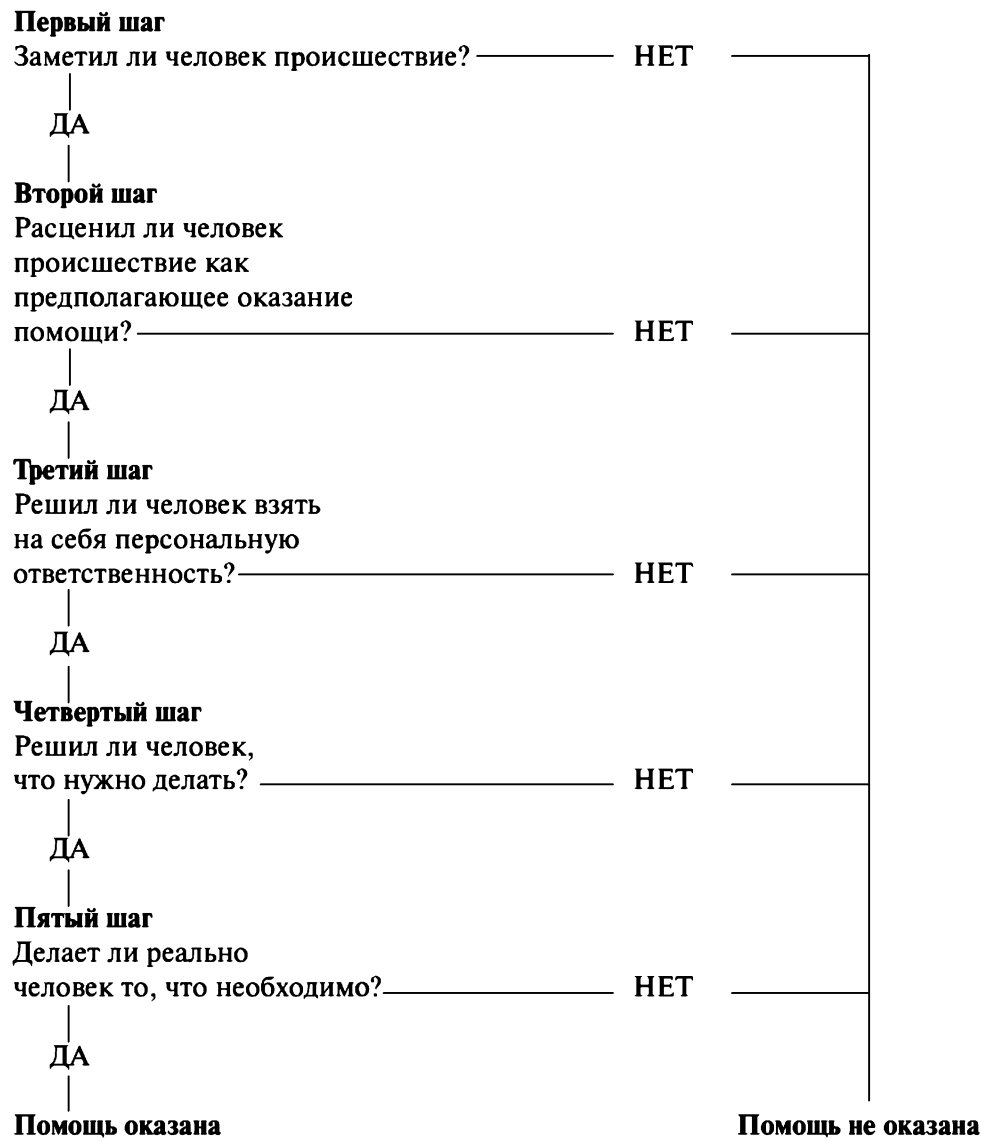 Первый шаг
Заметил ли человек происшествие? НЕТ
ДА
Второй шаг
Расценил ли человек
происшествие как
предполагающее оказание
помощи? НЕТ
ДА
Третий шаг
Решил ли человек взять
на себя персональную
ответственность? НЕТ
ДА
Четвертый шаг
Решил ли человек,
что нужно делать? НЕТ
ДА
Пятый шаг
Делает ли реально
человек то, что необходимо? НЕТ
ДА
Помощь оказана Помощь не оказана